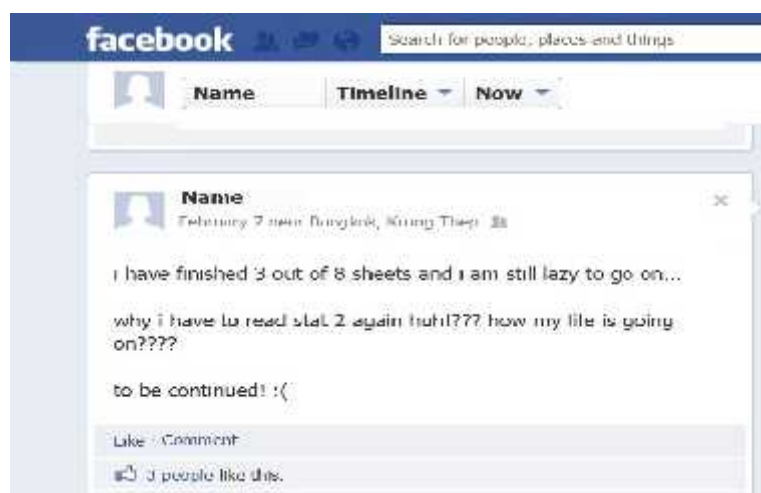 facebook
Search for people, places and things
Name Timeline Now
Name
February 7 near Bangkok, Krung Thep
i have finished 3 out of 8 sheets and i am still lazy to go on...
why i have to read stat 2 again huh!??? how my life is going
on????
to be continued! :(
Like · Comment
3 people like this.